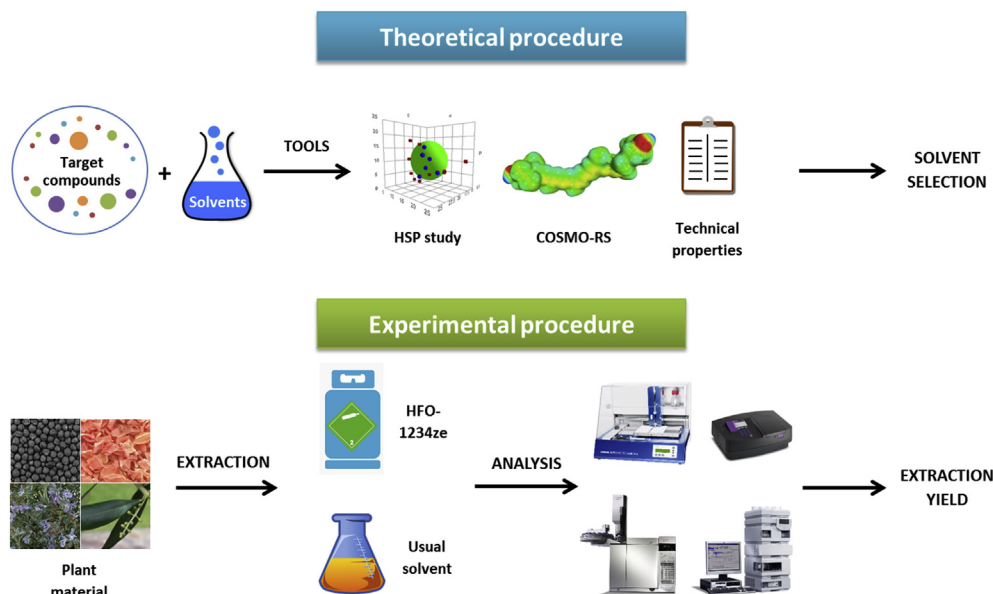 Theoretical procedure
Target
compounds
+
Solvents
TOOLS
HSP study
COSMO-RS
Technical
properties
SOLVENT
SELECTION
Experimental procedure
Plant
material
EXTRACTION
2
HFO-
1234ze
Usual
solvent
ANALYSIS
EXTRACTION
YIELD